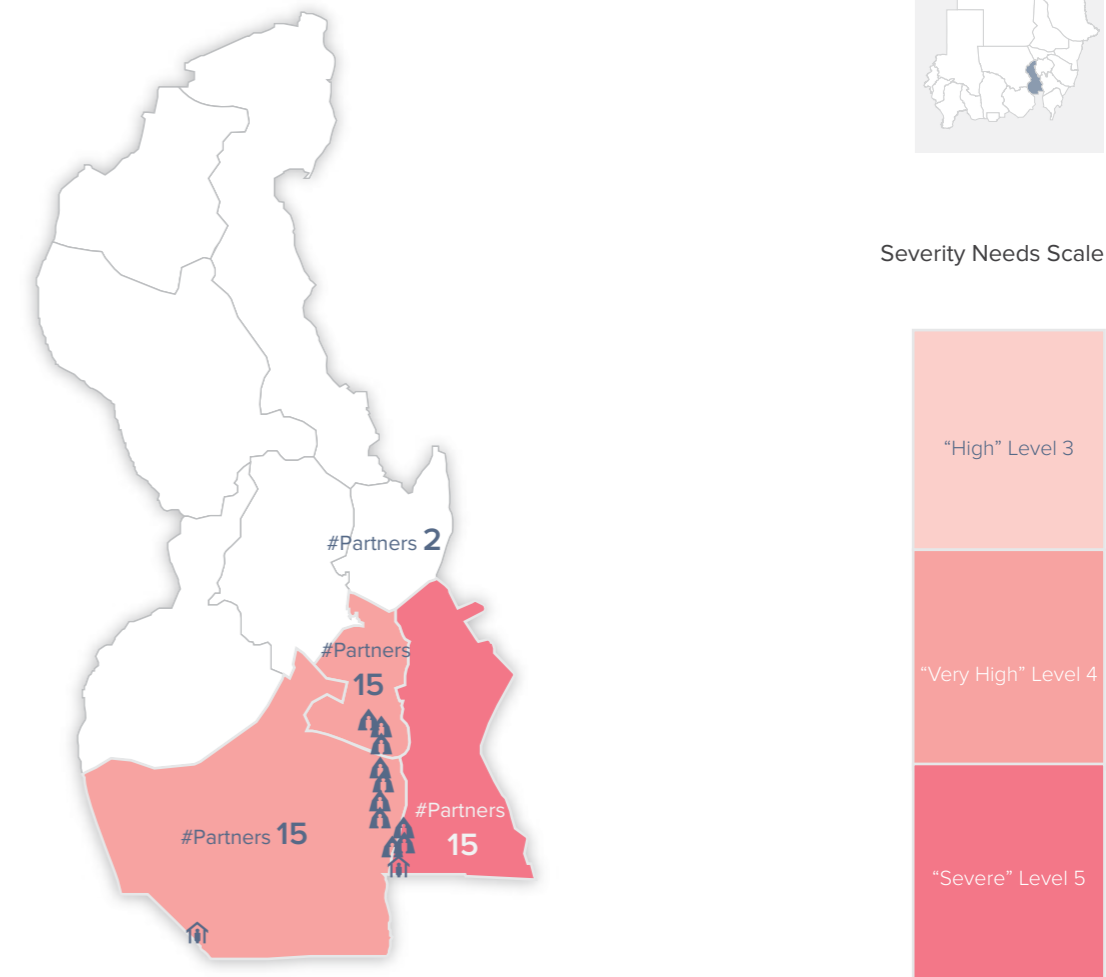 Severity Needs Scale
“High” Level 3
#Partners 2
#Partners
15
“Very High” Level 4
#Partners 15
#Partners
15
“Severe” Level 5